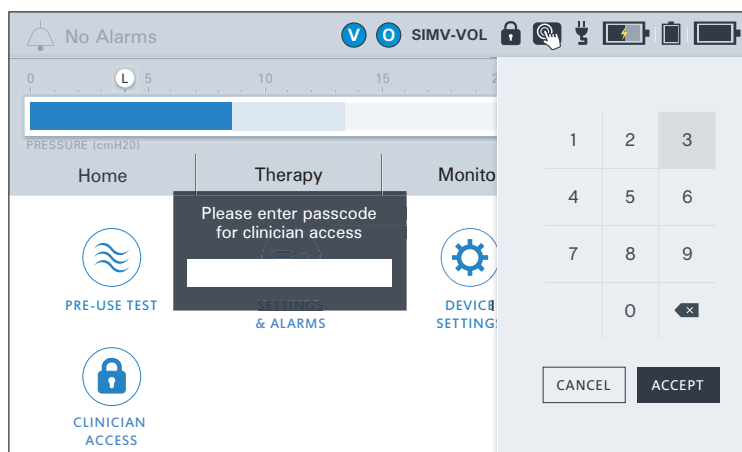 No Alarms
V O SIMV-VOL
0 L 5 10 15 2
PRESSURE (cmH20)
Home Therapy Monito
Please enter passcode
for clinician access
PRE-USE TEST
SETTINGS
& ALARMS
DEVICE
SETTING
CLINICIAN
ACCESS
1 2 3
4 5 6
7 8 9
0
CANCEL ACCEPT